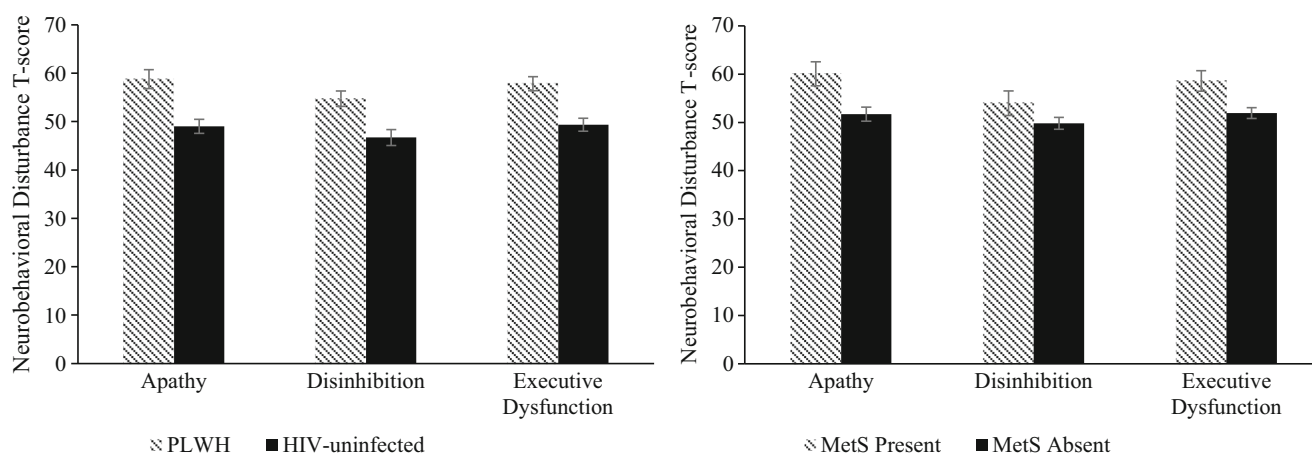 Neurobehavioral Disturbance T-score
70
60
50
40
30
20
10
0
Apathy
Disinhibition
Executive
Dysfunction
PLWH
HIV-uninfected
Neurobehavioral Disturbance T-score
70
60
50
40
30
20
10
0
Apathy
Disinhibition
Executive
Dysfunction
MetS Present
MetS Absent